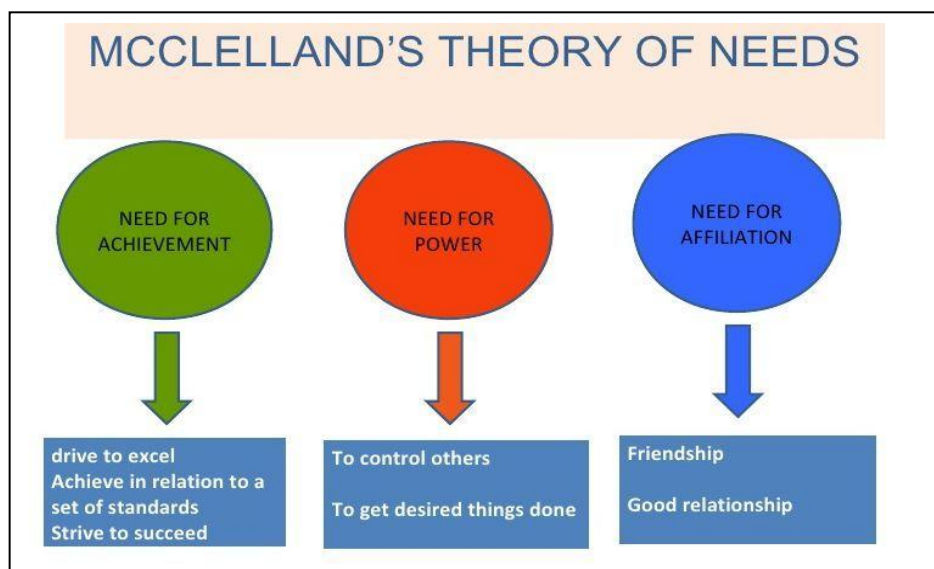 MCCLELLAND'S THEORY OF NEEDS
NEED FOR
ACHIEVEMENT
NEED FOR
POWER
NEED FOR
AFFILIATION
drive to excel
Achieve in relation to a
set of standards
Strive to succeed
To control others
To get desired things done
Friendship
Good relationship